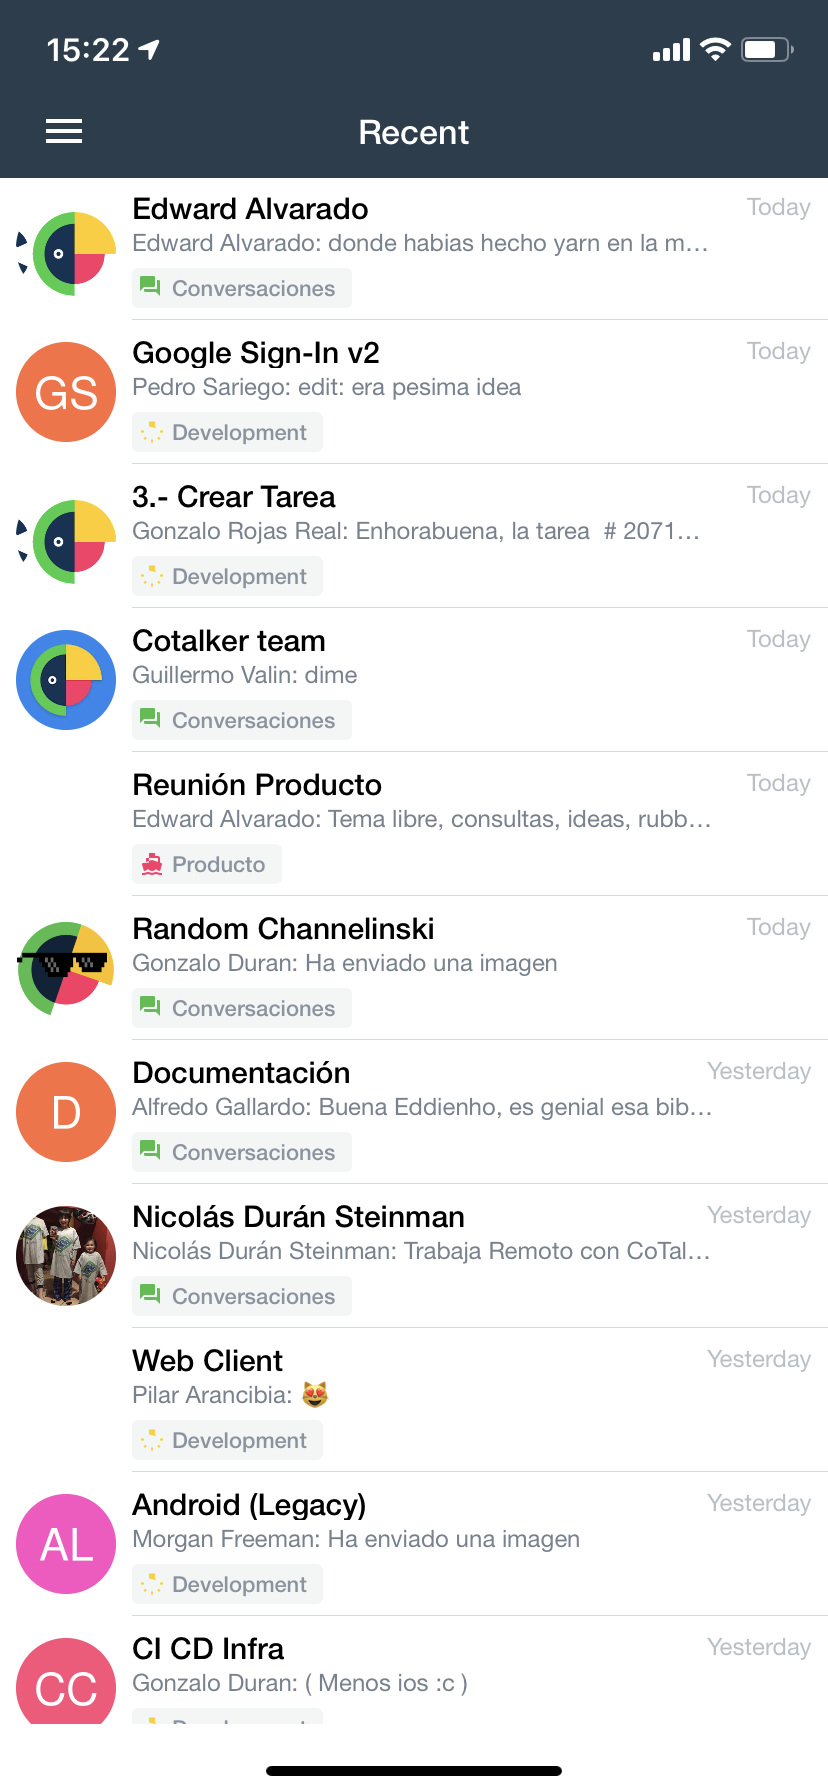 15:22
Recent
Edward Alvarado
Today
Edward Alvarado: donde habias hecho yarn en la m...
Conversaciones
GS
Google Sign-In v2
Today
Pedro Sariego: edit: era pesima idea
Development
3.- Crear Tarea
Today
Gonzalo Rojas Real: Enhorabuena, la tarea  # 2071...
Development
Cotalker team
Today
Guillermo Valin: dime
Conversaciones
Reunión Producto
Today
Edward Alvarado: Tema libre, consultas, ideas, rubb...
Producto
Random Channelinski
Today
Gonzalo Duran: Ha enviado una imagen
Conversaciones
D
Documentación
Yesterday
Alfredo Gallardo: Buena Eddienho, es genial esa bib...
Conversaciones
Nicolás Durán Steinman
Yesterday
Nicolás Durán Steinman: Trabaja Remoto con CoTal...
Conversaciones
Web Client
Yesterday
Pilar Arancibia: 😻
Development
AL
Android (Legacy)
Yesterday
Morgan Freeman: Ha enviado una imagen
Development
CC
CI CD Infra
Yesterday
Gonzalo Duran: ( Menos ios :c )